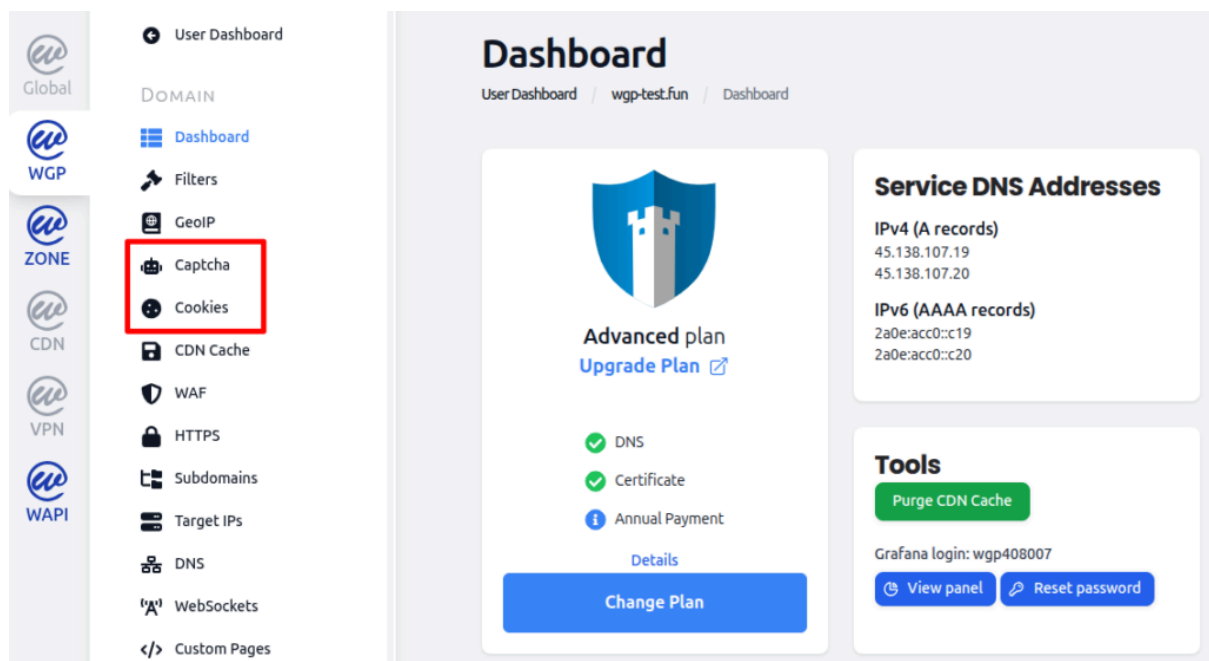 Global
WGP
ZONE
CDN
VPN
WAPI
User Dashboard
DOMAIN
Dashboard
Filters
GeoIP
Captcha
Cookies
CDN Cache
WAF
HTTPS
Subdomains
Target IPs
DNS
WebSockets
Custom Pages
Dashboard
User Dashboard / wgp-test.fun / Dashboard
Advanced plan
Upgrade Plan
DNS
Certificate
Annual Payment
Details
Change Plan
Service DNS Addresses
IPv4 (A records)
45.138.107.19
45.138.107.20
IPv6 (AAAA records)
2a0e:acc0::c19
2a0e:acc0::c20
Tools
Purge CDN Cache
Grafana login: wgp408007
View panel
Reset password